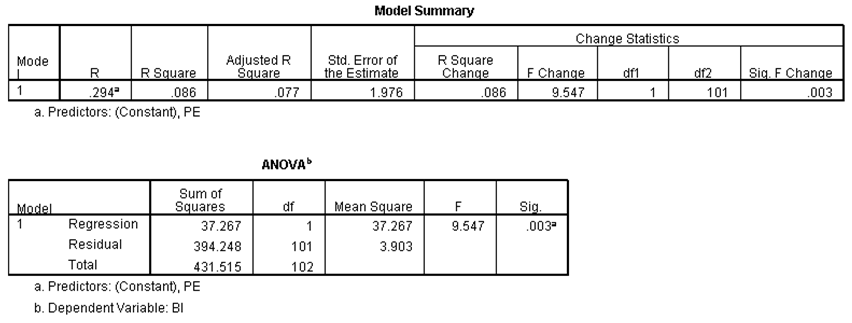 Model Summary
Change Statistics
Mode
l R R Square Adjusted R Square Std. Error of the Estimate R Square Change F Change df1 df2 Sig. F Change
1 .294a .086 .077 1.976 .086 9.547 1 101 .003
a. Predictors: (Constant), PE
ANOVAb
Model Sum of Squares df Mean Square F Sig.
1 Regression 37.267 1 37.267 9.547 .003a
Residual 394.248 101 3.903
Total 431.515 102
a. Predictors: (Constant), PE
b. Dependent Variable: BI